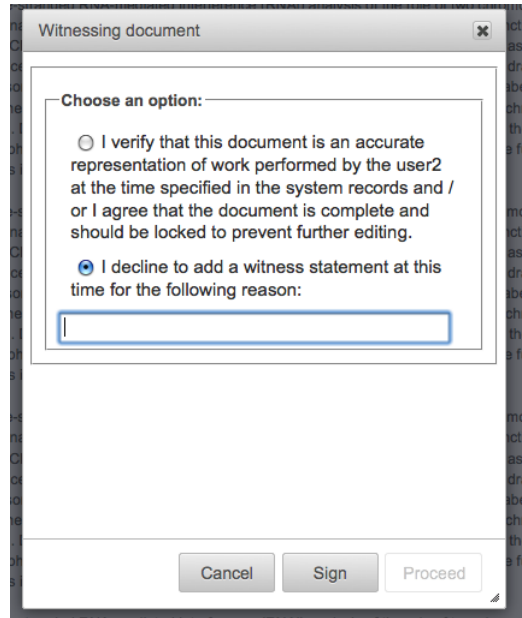 Witnessing document
Choose an option:
I verify that this document is an accurate
representation of work performed by the user2
at the time specified in the system records and /
or I agree that the document is complete and
should be locked to prevent further editing.
I decline to add a witness statement at this
time for the following reason:
Cancel Sign Proceed